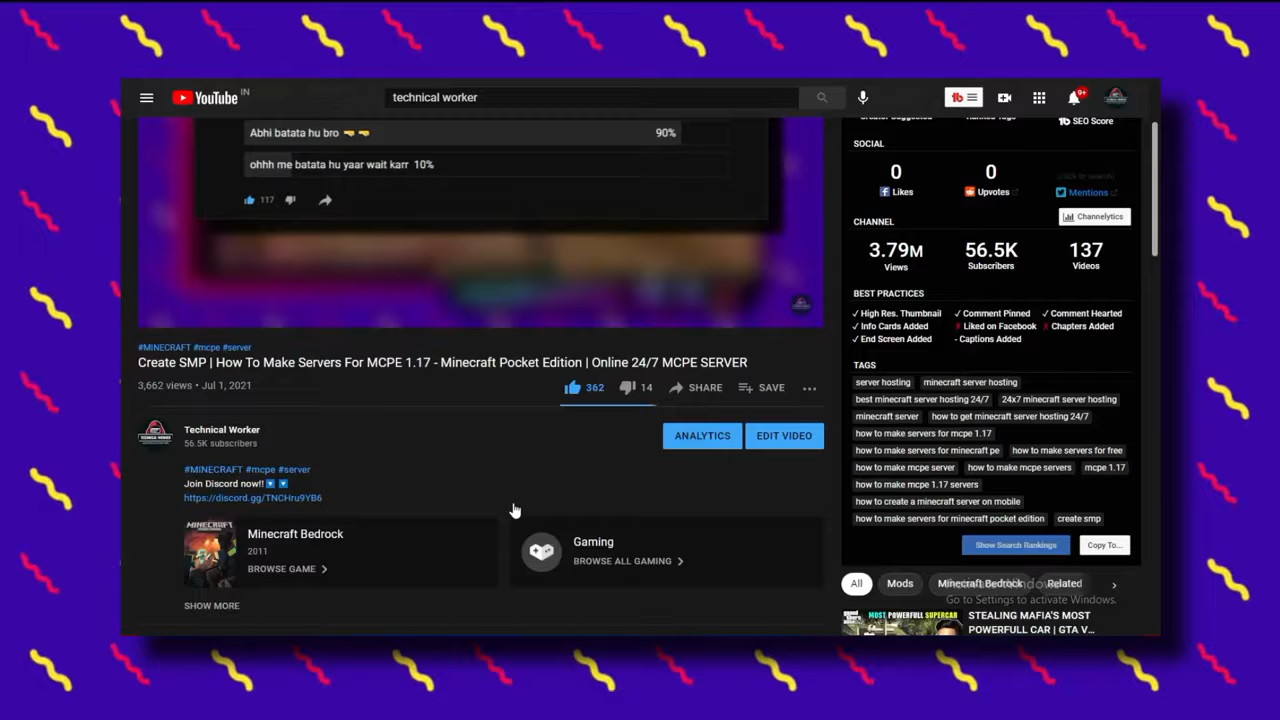 YouTube IN
technical worker
9+
Abhi batata hu bro 🤜 🤜 90%
ohhh me batata hu yaar wait karr 10%
117
#MINECRAFT #mcpe #server
Create SMP | How To Make Servers For MCPE 1.17 - Minecraft Pocket Edition | Online 24/7 MCPE SERVER
3,662 views • Jul 1, 2021
362 14 SHARE SAVE
Technical Worker
56.5K subscribers
ANALYTICS EDIT VIDEO
#MINECRAFT #mcpe #server
Join Discord now!!
https://discord.gg/TNCHru9YB6
Minecraft Bedrock
2011
BROWSE GAME
Gaming
BROWSE ALL GAMING
SHOW MORE
tb SEO Score
SOCIAL
0 0
Likes Upvotes Mentions
CHANNEL Channelytics
3.79M 56.5K 137
Views Subscribers Videos
BEST PRACTICES
✓ High Res. Thumbnail ✓ Comment Pinned ✓ Comment Hearted
✓ Info Cards Added ✗ Liked on Facebook ✗ Chapters Added
✓ End Screen Added - Captions Added
TAGS
server hosting minecraft server hosting
best minecraft server hosting 24/7 24x7 minecraft server hosting
minecraft server how to get minecraft server hosting 24/7
how to make servers for mcpe 1.17
how to make servers for minecraft pe how to make servers for free
how to make mcpe server how to make mcpe servers mcpe 1.17
how to make mcpe 1.17 servers
how to create a minecraft server on mobile
how to make servers for minecraft pocket edition create smp
Show Search Rankings Copy To...
All Mods Minecraft Bedrock Related
Go to Settings to activate Windows.
MOST POWERFULL SUPERCAR
STEALING MAFIA'S MOST
POWERFULL CAR | GTA V...